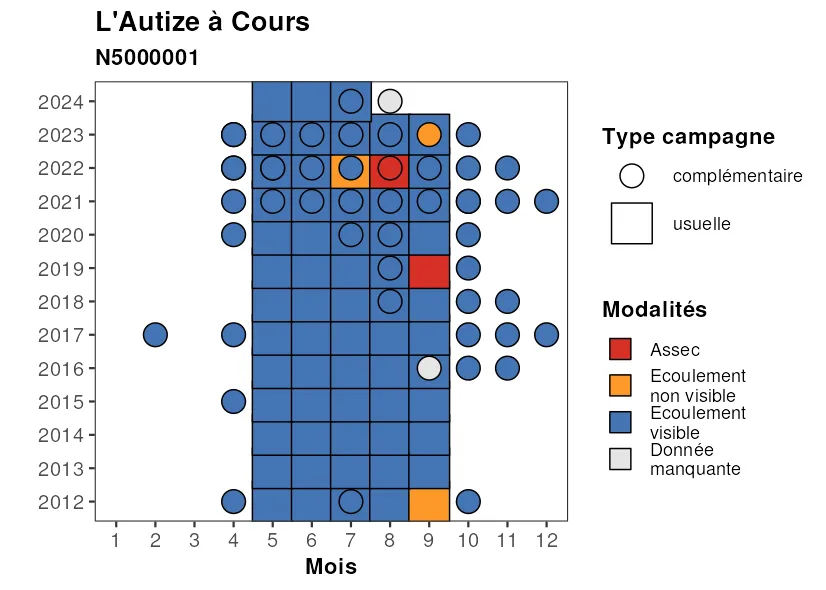 L'Autize à Cours
N5000001
2024
2023
2022
2021
2020
2019
2018
2017
2016
2015
2014
2013
2012
1 2 3 4 5 6 7 8 9 10 11 12
Mois
Type campagne
complémentaire
usuelle
Modalités
Assec
Ecoulement
non visible
Ecoulement
visible
Donnée
manquante